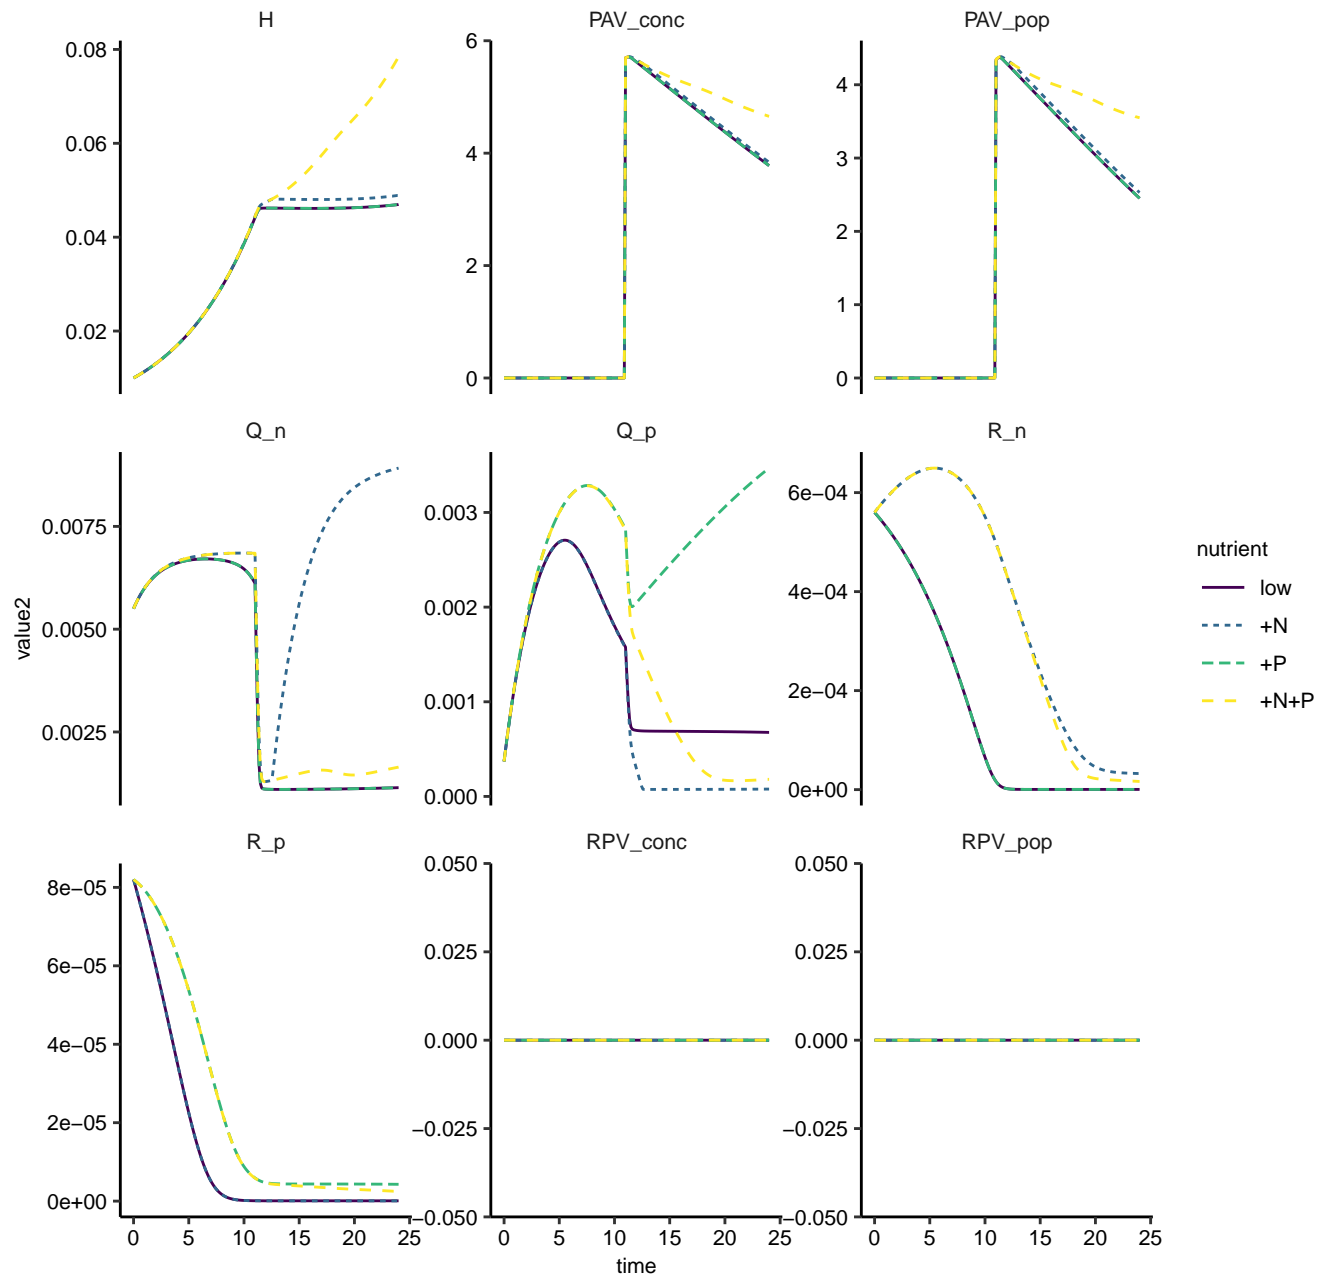 H
PAV_conc
PAV_pop
0.08
0.06
0.04
0.02
6
4
2
0
4
3
2
1
0
Q_n
Q_p
R_n
0.0075
0.0050
0.0025
0.003
0.002
0.001
0.000
6e−04
4e−04
2e−04
0e+00
value2
nutrient
low
+N
+P
+N+P
R_p
RPV_conc
RPV_pop
8e−05
6e−05
4e−05
2e−05
0e+00
0.050
0.025
0.000
−0.025
−0.050
0.050
0.025
0.000
−0.025
−0.050
0 5 10 15 20 25
0 5 10 15 20 25
0 5 10 15 20 25
time